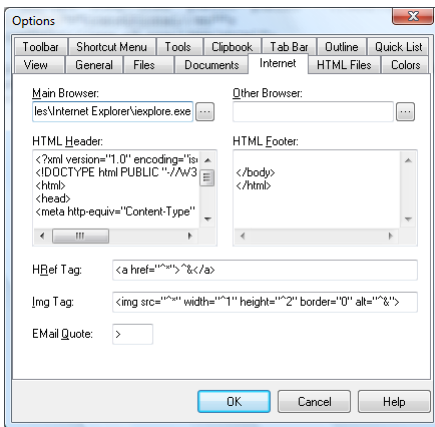 Options
Toolbar Shortcut Menu Tools Clipbook Tab Bar Outline Quick List
View General Files Documents Internet HTML Files Colors
Main Browser: Other Browser:
les\Internet Explorer\iexplore.exe ... ...
HTML Header: HTML Footer:
<?xml version="1.0" encoding="is
<!DOCTYPE html PUBLIC "-//W3
<html>
<head>
<meta http-equiv="Content-Type"
</body>
</html>
HRef Tag: <a href="^*">^&</a>
Img Tag: <img src="^*" width="^1" height="^2" border="0" alt="^&">
EMail Quote: >
OK Cancel Help